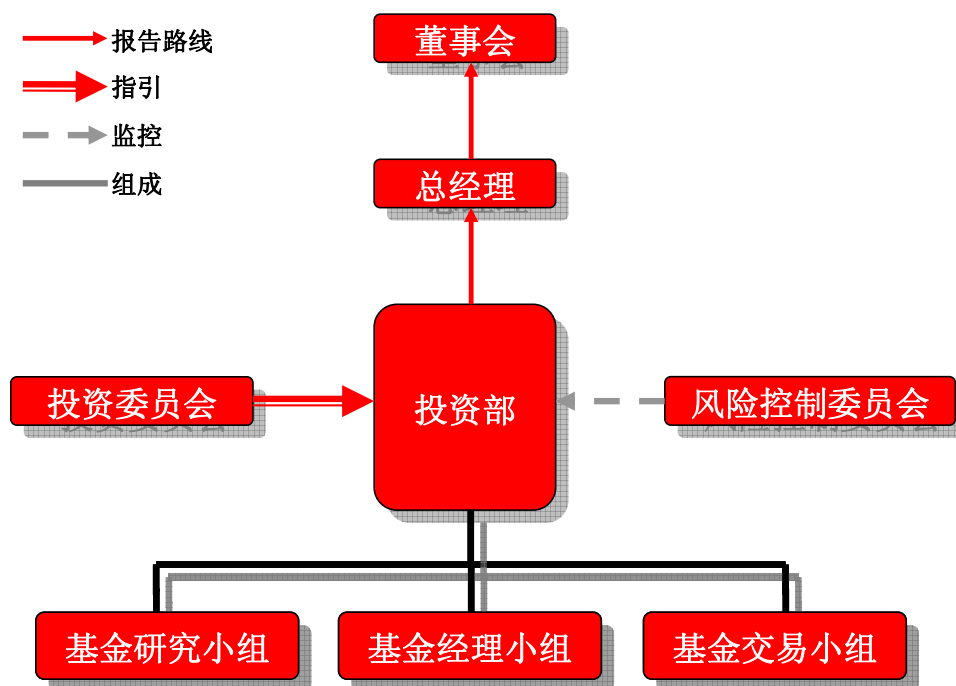 报告路线
指引
监控
组成
董事会
总经理
投资委员会
投资部
风险控制委员会
基金研究小组
基金经理小组
基金交易小组